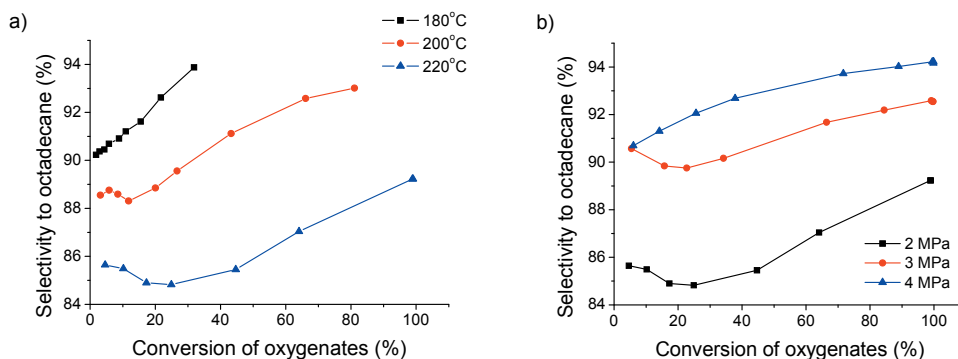 a)
180°C
200°C
220°C
94
92
90
88
86
84
0 20 40 60 80 100
Selectivity to octadecane (%)
Conversion of oxygenates (%)
b)
94
92
90
88
86
84
0 20 40 60 80 100
Selectivity to octadecane (%)
Conversion of oxygenates (%)
2 MPa
3 MPa
4 MPa